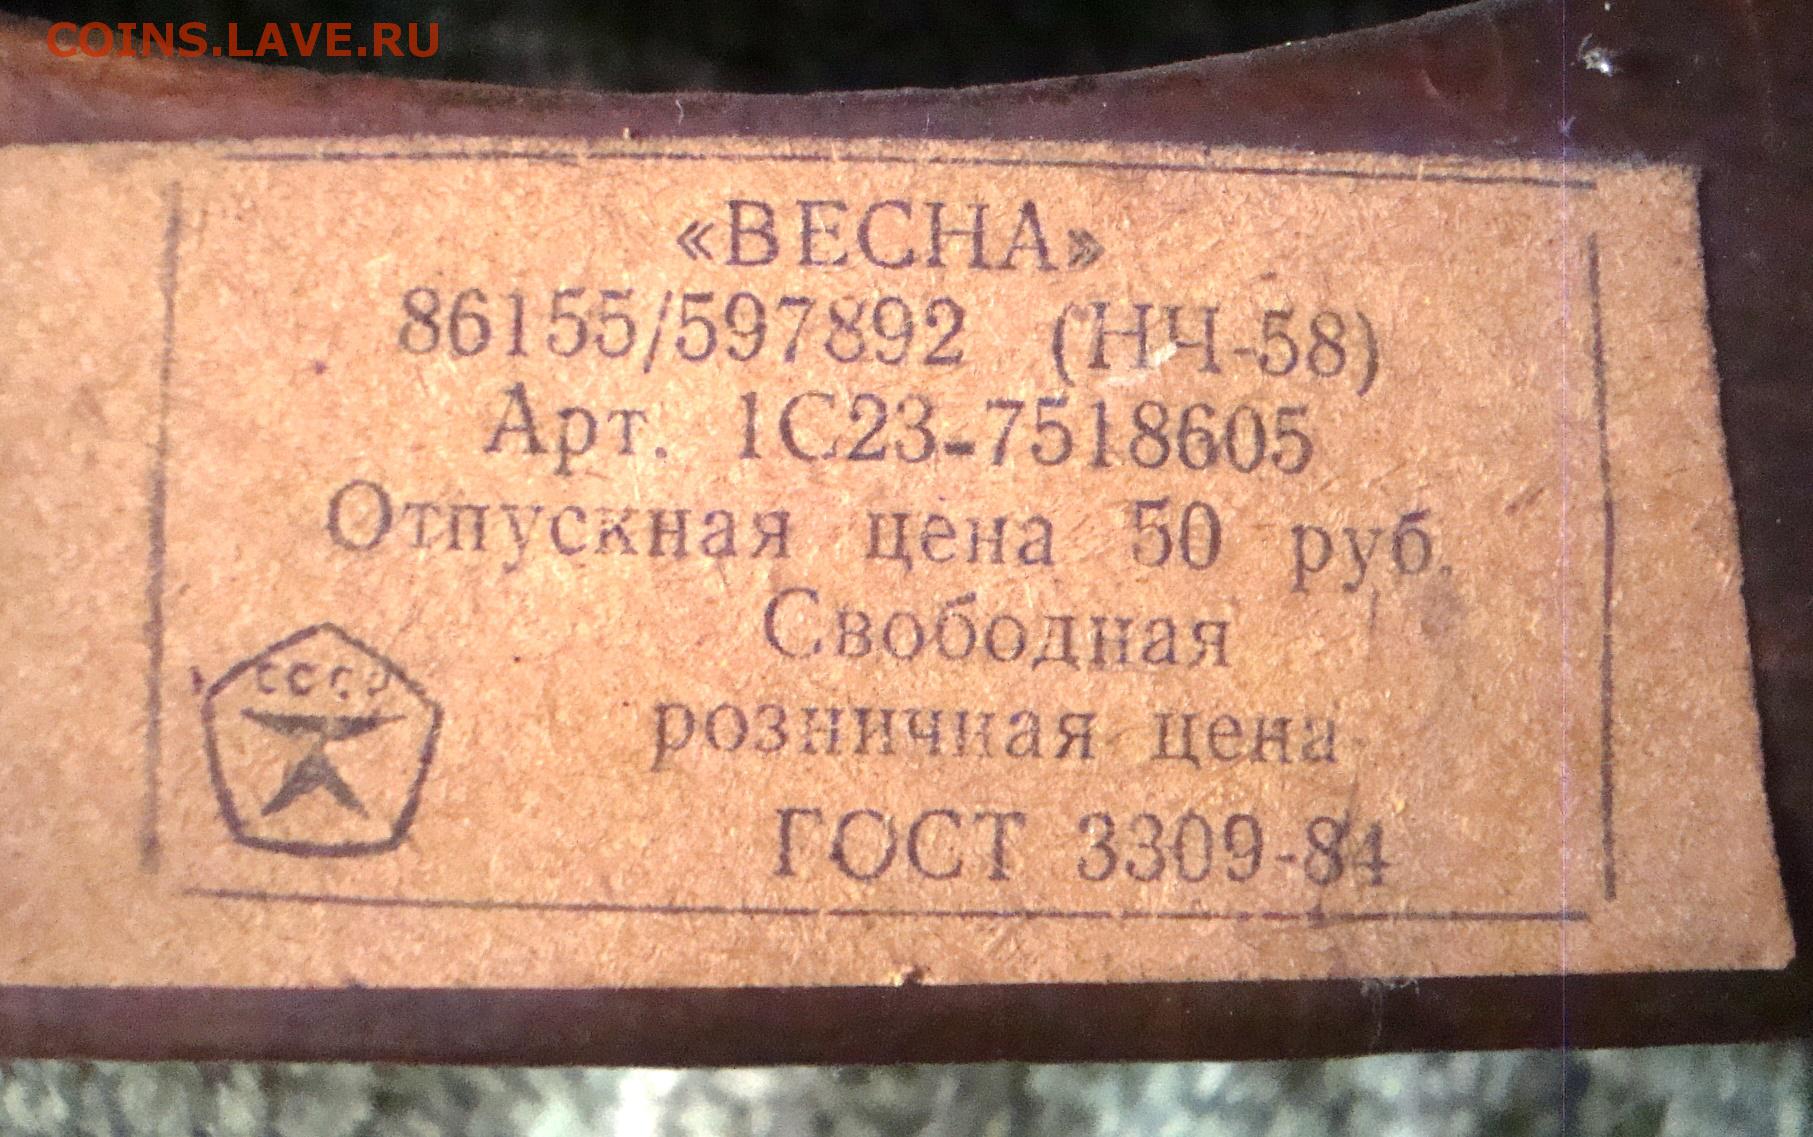 COINS.LAVE.RU
«ВЕСНА»
86155/597892 (НЧ-58)
Арт. 1С23-7518605
Отпускная цена 50 руб.
Свободная
розничная цена
СССР
ГОСТ 3309-84